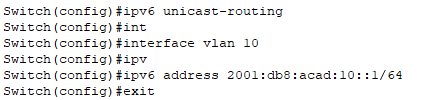 Switch(config)#ipv6 unicast-routing
Switch(config)#int
Switch(config)#interface vlan 10
Switch(config)#ipv
Switch(config)#ipv6 address 2001:db8:acad:10::1/64
Switch(config)#exit